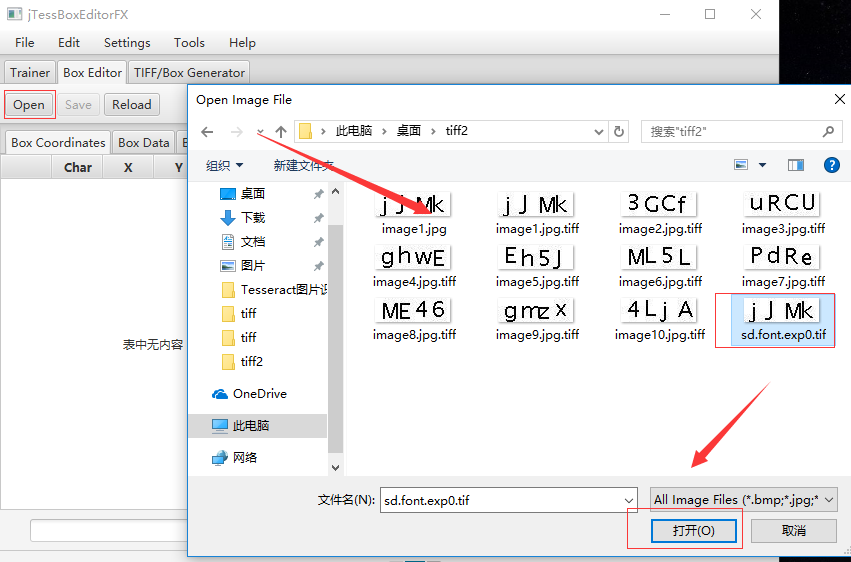 jTessBoxEditorFX
File Edit Settings Tools Help
Trainer Box Editor TIFF/Box Generator
Open Save Reload
Open Image File
此电脑 桌面 tiff2
搜索"tiff2"
Box Coordinates Box Data
组织 新建文件夹
Char X Y
桌面
下载
文档
图片
Tesseract图片识
tiff
tiff
tiff2
OneDrive
此电脑
网络
表中无内容
j J Mk
j J Mk
3GCf
uRCU
image1.jpg
image1.jpg.tiff
image2.jpg.tiff
image3.jpg.tiff
ghwE
Eh5J
ML5L
PdRe
image4.jpg.tiff
image5.jpg.tiff
image6.jpg.tiff
image7.jpg.tiff
ME46
gmzx
4LjA
jJMk
image8.jpg.tiff
image9.jpg.tiff
image10.jpg.tiff
sd.font.exp0.tif
文件名(N): sd.font.exp0.tif All Image Files (*.bmp;*.jpg;*
打开(O) 取消